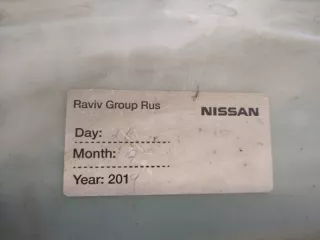 Raviv Group Rus NISSAN
Day:
Month:
Year: 201